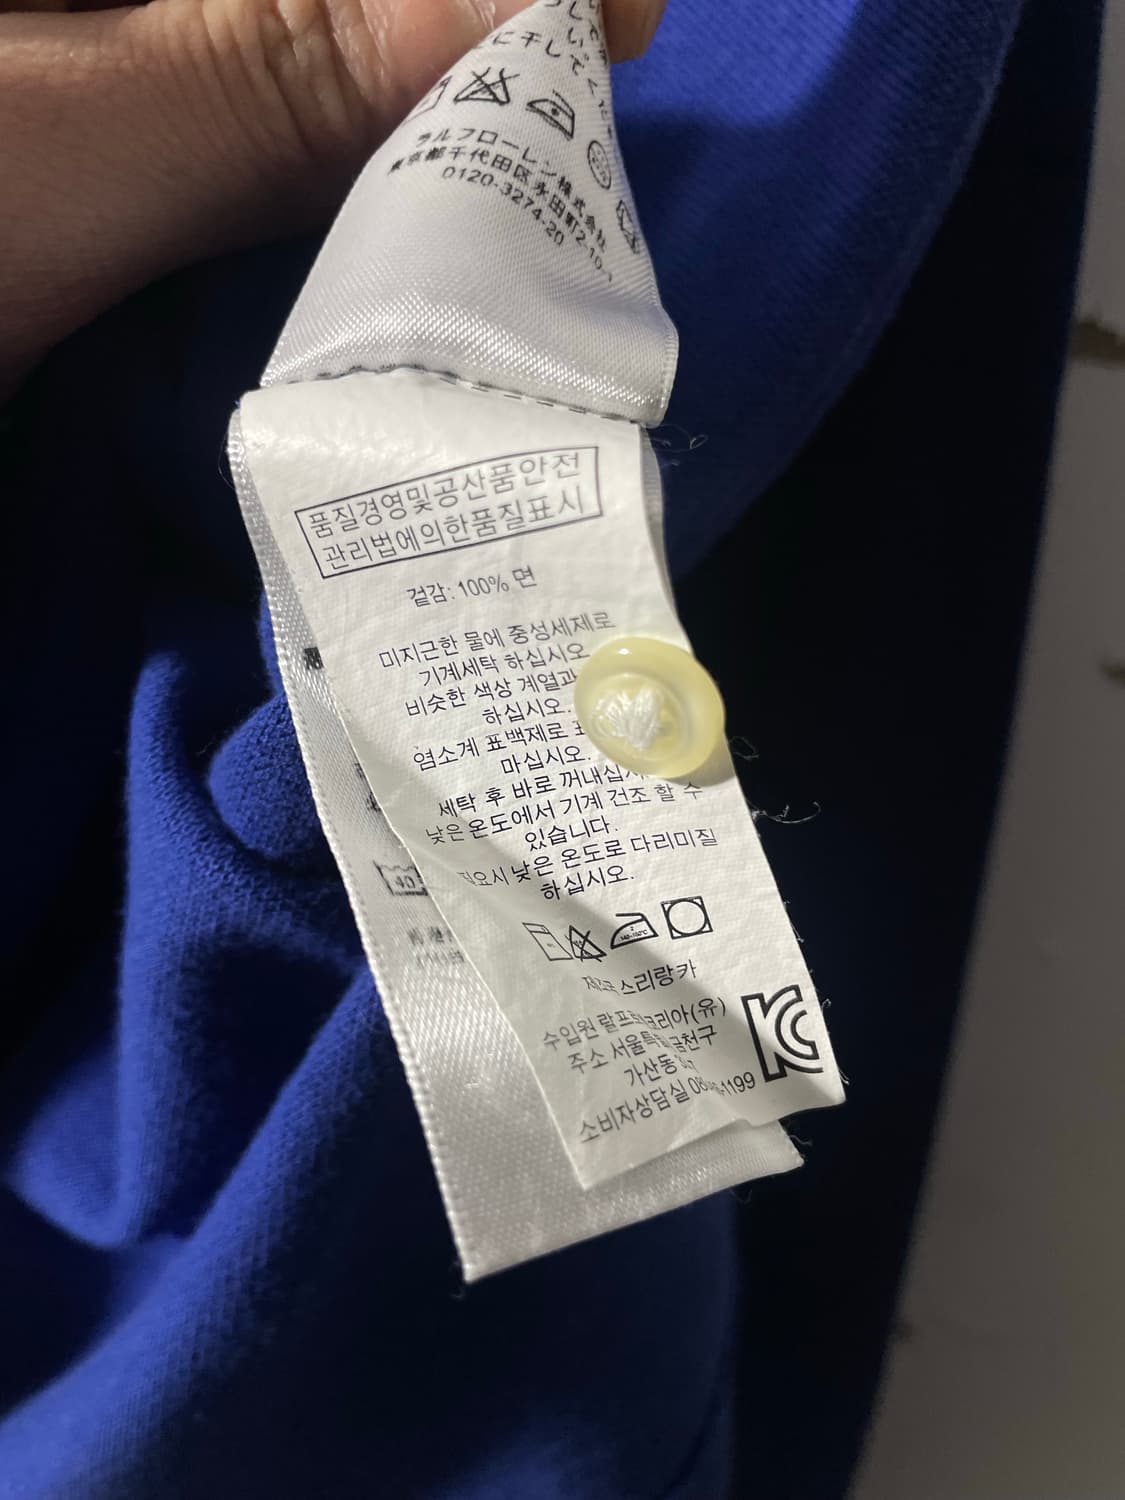 に干してくだ
ラルフローレン株式会社
東京都千代田区永田町2-10-1
0120-3274-20
품질경영및공산품안전
관리법에의한품질표시
겉감: 100% 면
미지근한 물에 중성세제로
기계세탁 하십시오.
비슷한 색상 계열과
하십시오.
염소계 표백제로
마십시오.
세탁 후 바로 꺼내십시
낮은 온도에서 기계 건조 할 수
있습니다.
필요시 낮은 온도로 다리미질
하십시오.
40
스리랑카
수입원 랄프 코리아(유)
주소 서울특 금천구
가산동
소비자상담실 1199